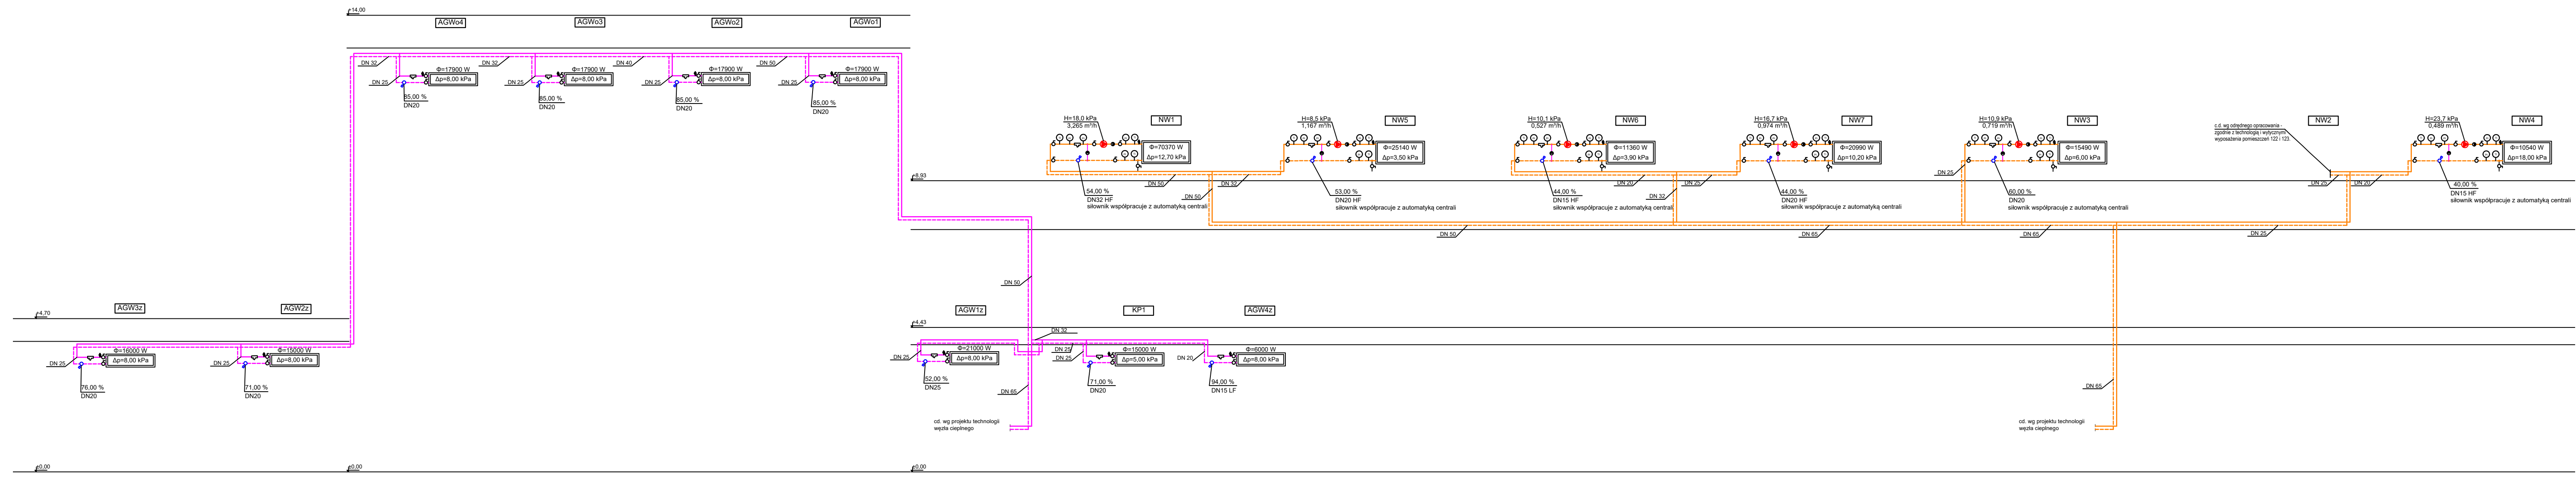 +14,00
AGWo4
AGWo3
AGWo2
AGWo1
DN 32
DN 25
Φ=17900 W
Δp=8,00 kPa
85,00 %
DN20
DN 32
DN 25
Φ=17900 W
Δp=8,00 kPa
85,00 %
DN20
DN 40
DN 25
Φ=17900 W
Δp=8,00 kPa
85,00 %
DN20
DN 50
DN 25
Φ=17900 W
Δp=8,00 kPa
85,00 %
DN20
+8,93
NW1
H=18,0 kPa
3,265 m³/h
Φ=70370 W
Δp=12,70 kPa
DN 50
54,00 %
DN32 HF
siłownik współpracuje z automatyką centrali
DN 50
DN 32
NW5
H=8,5 kPa
1,167 m³/h
Φ=25140 W
Δp=3,50 kPa
53,00 %
DN20 HF
siłownik współpracuje z automatyką centrali
DN 50
NW6
H=10,1 kPa
0,527 m³/h
Φ=11360 W
Δp=3,90 kPa
DN 20
44,00 %
DN15 HF
siłownik współpracuje z automatyką centrali
DN 32
DN 25
NW7
H=16,7 kPa
0,974 m³/h
Φ=20990 W
Δp=10,20 kPa
44,00 %
DN20 HF
siłownik współpracuje z automatyką centrali
DN 65
NW3
H=10,9 kPa
0,719 m³/h
Φ=15490 W
Δp=6,00 kPa
DN 25
60,00 %
DN20
siłownik współpracuje z automatyką centrali
DN 65
NW2
c.d. wg odrębnego opracowania -
zgodnie z technologią i wytycznymi
wyposażenia pomieszczeń 122 i 123
DN 25
DN 20
DN 25
NW4
H=23,7 kPa
0,489 m³/h
Φ=10540 W
Δp=18,00 kPa
40,00 %
DN15 HF
siłownik współpracuje z automatyką centrali
+4,70
AGW3z
AGW2z
DN 25
Φ=16000 W
Δp=8,00 kPa
76,00 %
DN20
DN 25
Φ=15000 W
Δp=8,00 kPa
71,00 %
DN20
DN 50
+4,43
AGW1z
KP1
AGW4z
DN 32
DN 25
Φ=21000 W
Δp=8,00 kPa
52,00 %
DN25
DN 25
DN 25
Φ=15000 W
Δp=5,00 kPa
71,00 %
DN20
DN 20
Φ=6000 W
Δp=8,00 kPa
94,00 %
DN15 LF
DN 65
cd. wg projektu technologii
węzła cieplnego
DN 65
cd. wg projektu technologii
węzła cieplnego
±0,00
±0,00
±0,00